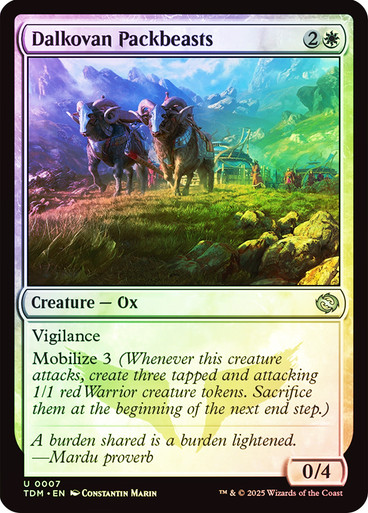 Dalkovan Packbeasts 2
Creature — Ox
Vigilance
Mobilize 3 (Whenever this creature
attacks, create three tapped and attacking
1/1 red Warrior creature tokens. Sacrifice
them at the beginning of the next end step.)
A burden shared is a burden lightened.
—Mardu proverb
0/4
U 0007
TDM • EN Constantin Marin
™ & © 2025 Wizards of the Coast